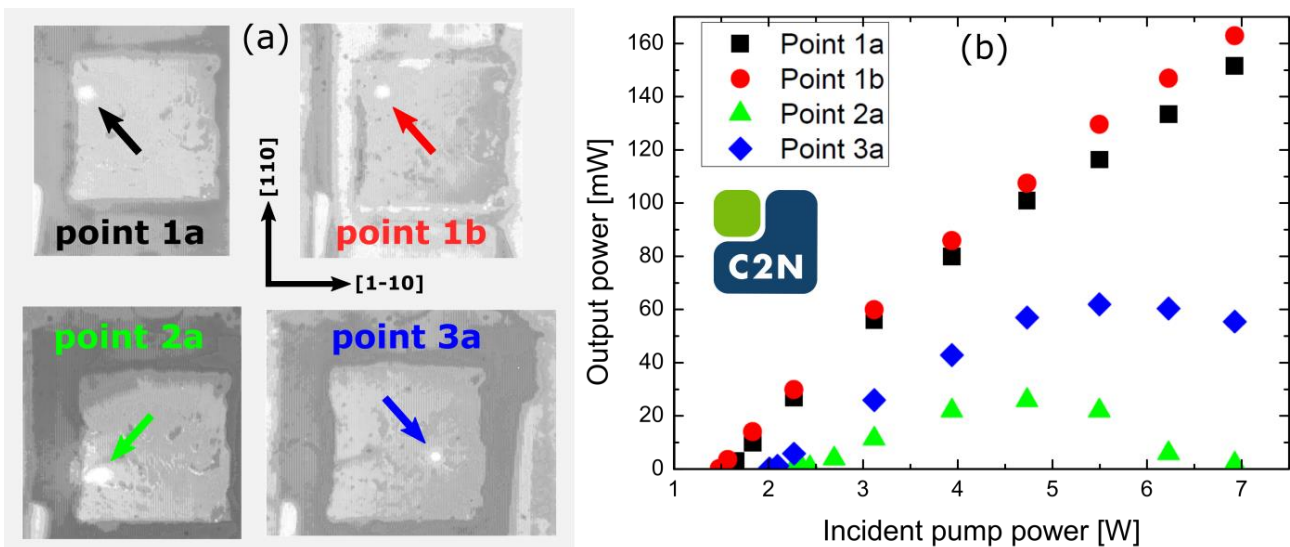 (a)
point 1a
point 1b
[110]
[1-10]
point 2a
point 3a
(b)
Point 1a
Point 1b
Point 2a
Point 3a
C2N
Output power [mW]
160
140
120
100
80
60
40
20
0
1 2 3 4 5 6 7
Incident pump power [W]